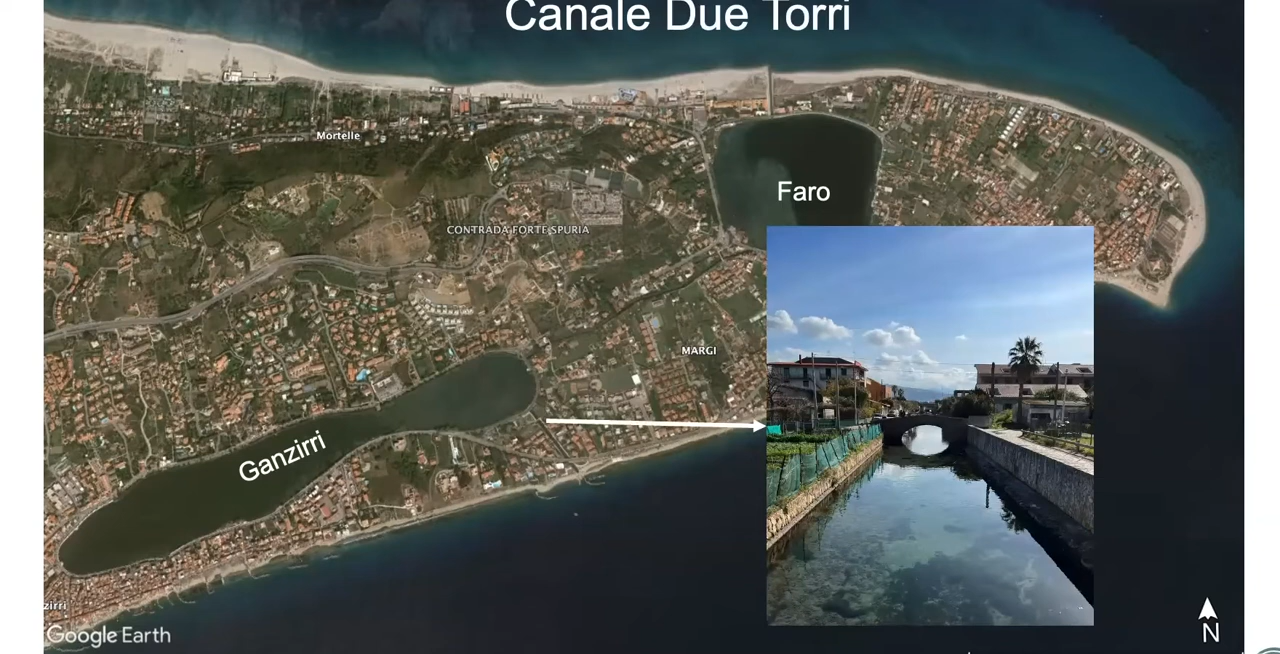 Canale Due Torri
Mortelle
Faro
CONTRADA FORTE SPURIA
MARGI
Ganzirri
zirri
Google Earth
N